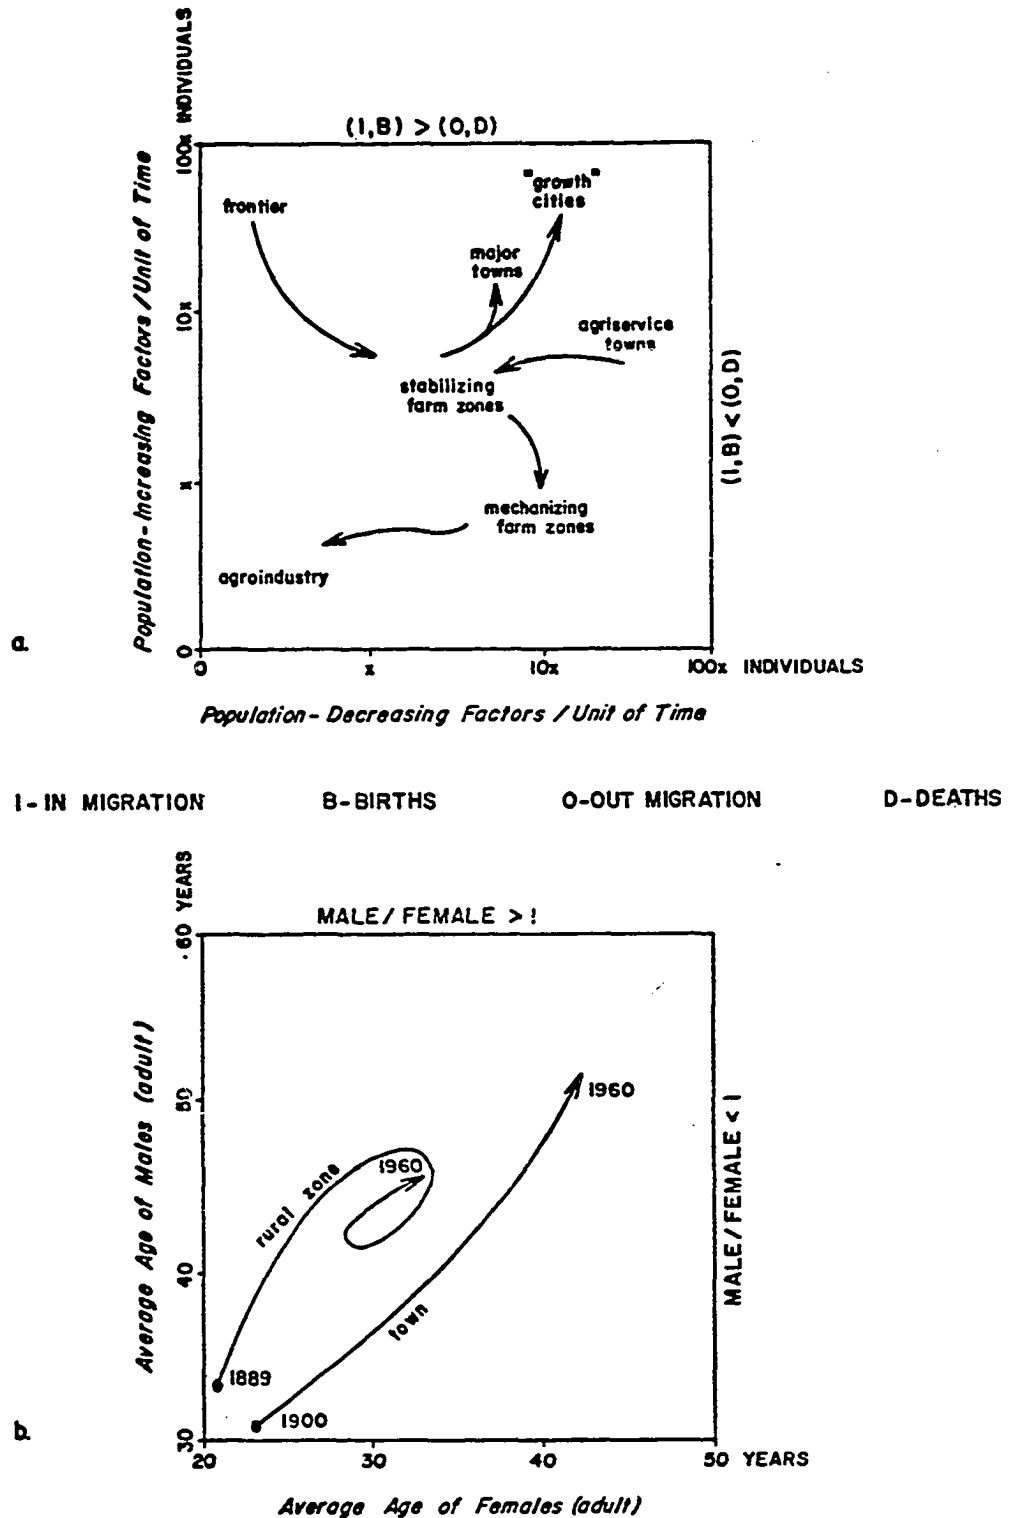 (I,B) > (O,D)
100x INDIVIDUALS
10x
x
0
Population-Increasing Factors/Unit of Time
frontier
"growth"
cities
major
towns
agriservice
towns
stabilizing
farm zones
mechanizing
farm zones
agroindustry
(I,B) < (O,D)
a.
0 x 10x 100x INDIVIDUALS
Population-Decreasing Factors/Unit of Time
I-IN MIGRATION B-BIRTHS O-OUT MIGRATION D-DEATHS
MALE/FEMALE > 1
60 YEARS
50
40
30
Average Age of Males (adult)
1960
1960
rural zone
town
1889
1900
MALE/FEMALE < 1
b.
20 30 40 50 YEARS
Average Age of Females (adult)